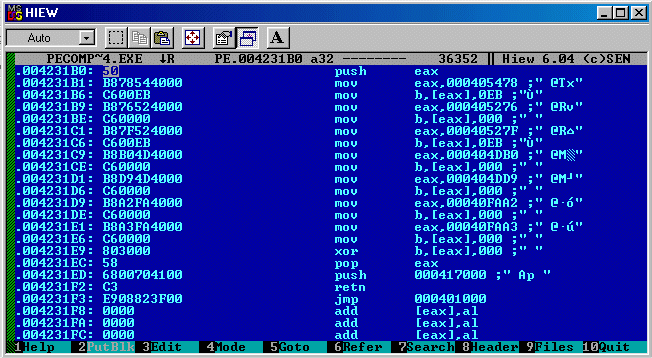 HIEW
Auto
PECOMP~4.EXE ↓R PE.004231B0 a32 -------- 36352 ║ Hiew 6.04 (c)SEN
.004231B0: 50 push eax
.004231B1: B878544000 mov eax,000405478 ;" @Tx"
.004231B6: C600EB mov b,[eax],0EB ;"Ù"
.004231B9: B876524000 mov eax,000405276 ;" @Rv"
.004231BE: C60000 mov b,[eax],000 ;" "
.004231C1: B87F524000 mov eax,00040527F ;" @R⌂"
.004231C6: C600EB mov b,[eax],0EB ;"Ù"
.004231C9: B8B04D4000 mov eax,000404DB0 ;" @M▒"
.004231CE: C60000 mov b,[eax],000 ;" "
.004231D1: B8D94D4000 mov eax,000404DD9 ;" @M┘"
.004231D6: C60000 mov b,[eax],000 ;" "
.004231D9: B8A2FA4000 mov eax,00040FAA2 ;" @·ó"
.004231DE: C60000 mov b,[eax],000 ;" "
.004231E1: B8A3FA4000 mov eax,00040FAA3 ;" @·ú"
.004231E6: C60000 mov b,[eax],000 ;" "
.004231E9: 803000 xor b,[eax],000 ;" "
.004231EC: 58 pop eax
.004231ED: 6800704100 push 000417000 ;" Ap "
.004231F2: C3 retn
.004231F3: E908823F00 jmp 000401000
.004231F8: 0000 add [eax],al
.004231FA: 0000 add [eax],al
.004231FC: 0000 add [eax],al
1Help 2PutBlk 3Edit 4Mode 5Goto 6Refer 7Search 8Header 9Files 10Quit